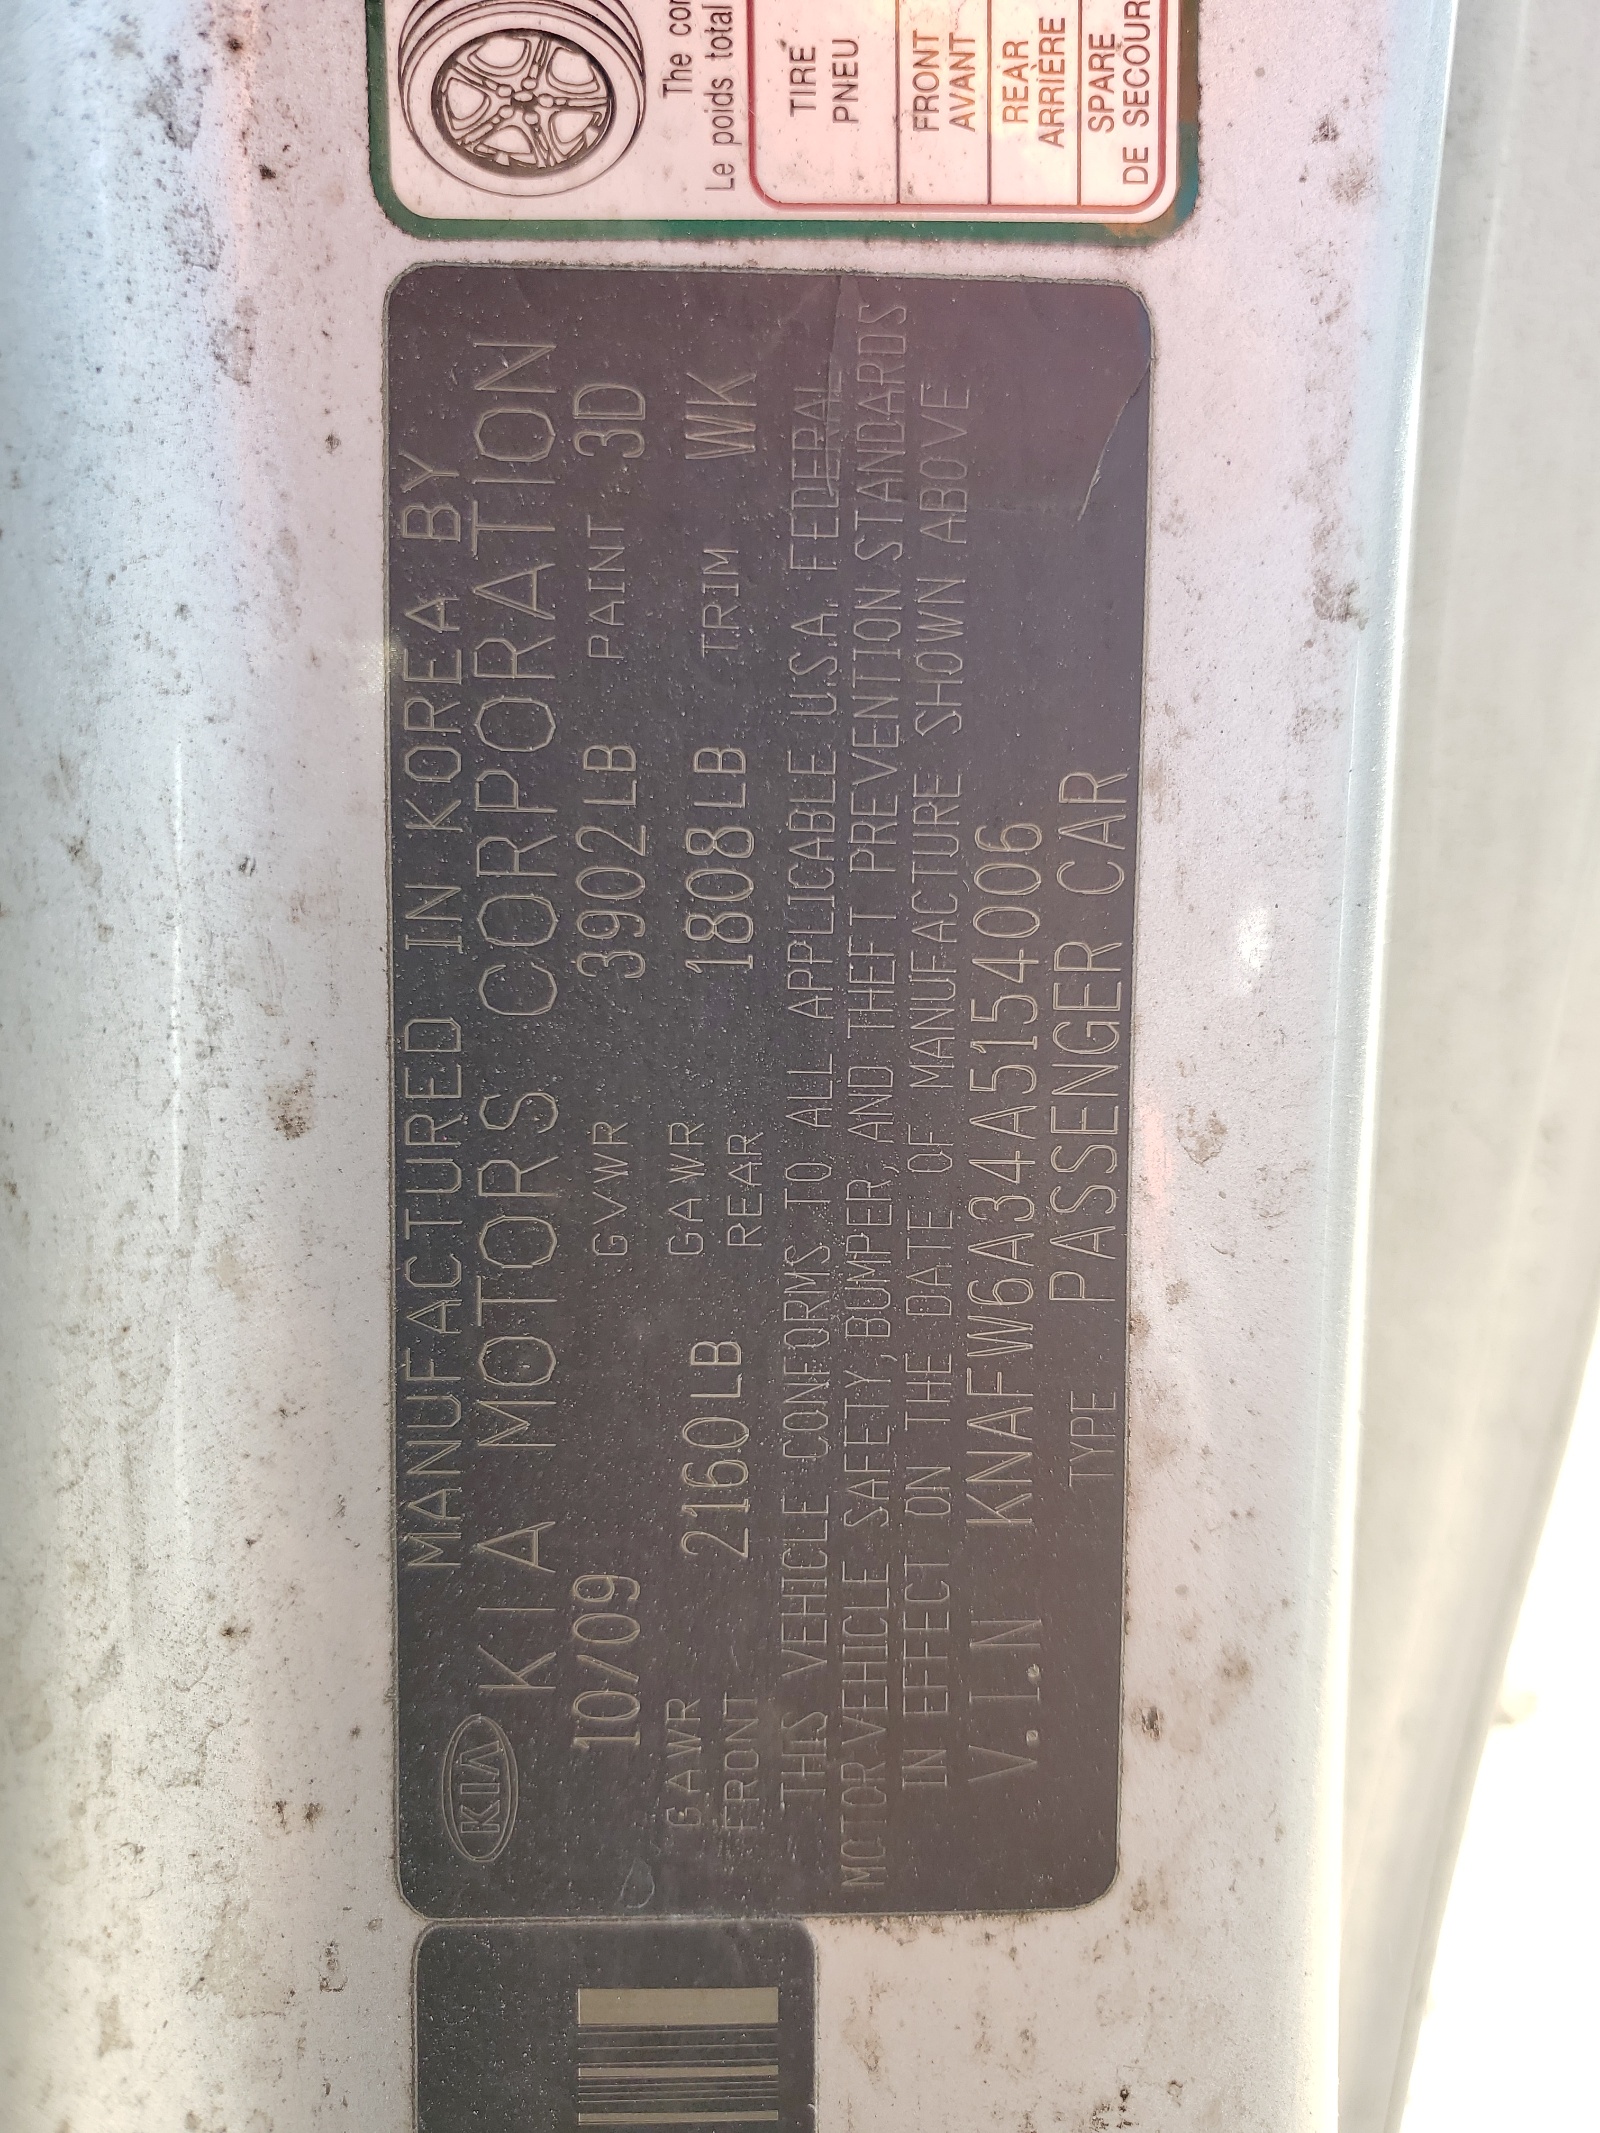 The con
Le poids total
TIRE
PNEU
FRONT
AVANT
REAR
ARRIÈRE
SPARE
DE SECOURS
MANUFACTURED IN KOREA BY
KIA KIA MOTORS CORPORATION
10/09 GVWR 3902LB PAINT 3D
GAWR FRONT 2160LB GAWR REAR 1808LB TRIM WK
THIS VEHICLE CONFORMS TO ALL APPLICABLE U.S.A. FEDERAL
MOTOR VEHICLE SAFETY, BUMPER, AND THEFT PREVENTION STANDARDS
IN EFFECT ON THE DATE OF MANUFACTURE SHOWN ABOVE
V.I.N KNAFW6A34A5154006
TYPE PASSENGER CAR